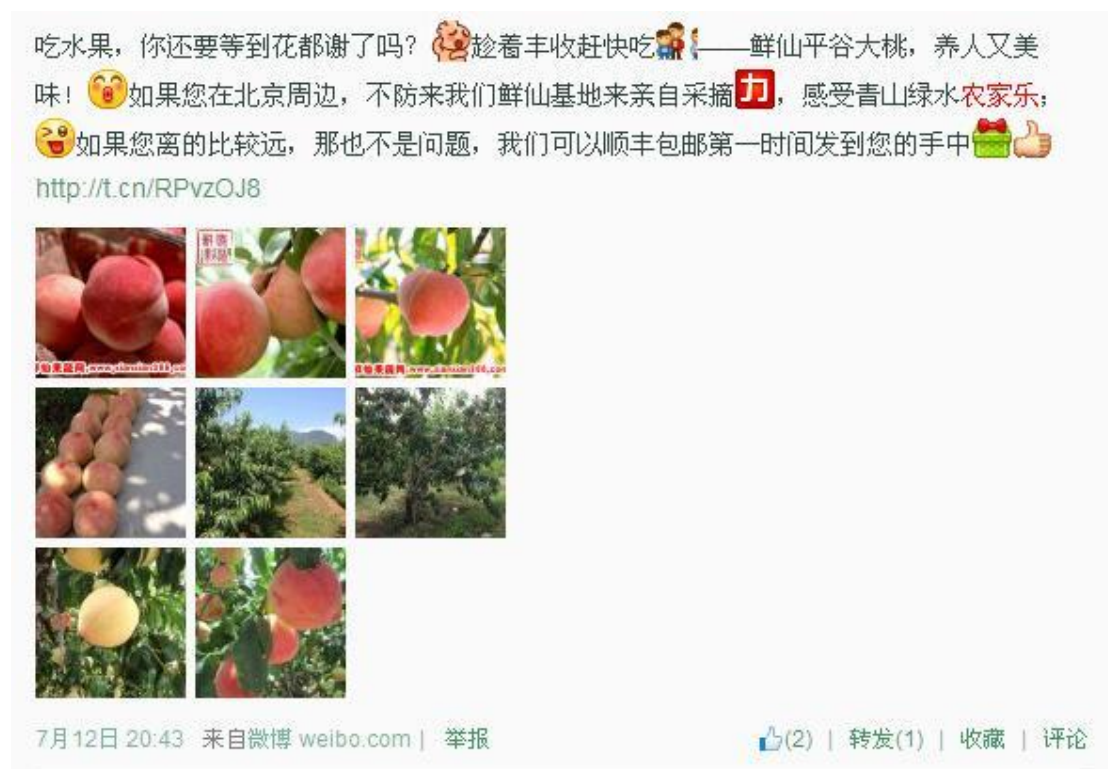 吃水果，你还要等到花都谢了吗？趁着丰收赶快吃——鲜仙平谷大桃，养人又美
味！如果您在北京周边，不防来我们鲜仙基地来亲自采摘力，感受青山绿水农家乐；
如果您离的比较远，那也不是问题，我们可以顺丰包邮第一时间发到您的手中
http://t.cn/RPvzOJ8
7月12日 20:43 来自微博 weibo.com | 举报
(2) | 转发(1) | 收藏 | 评论